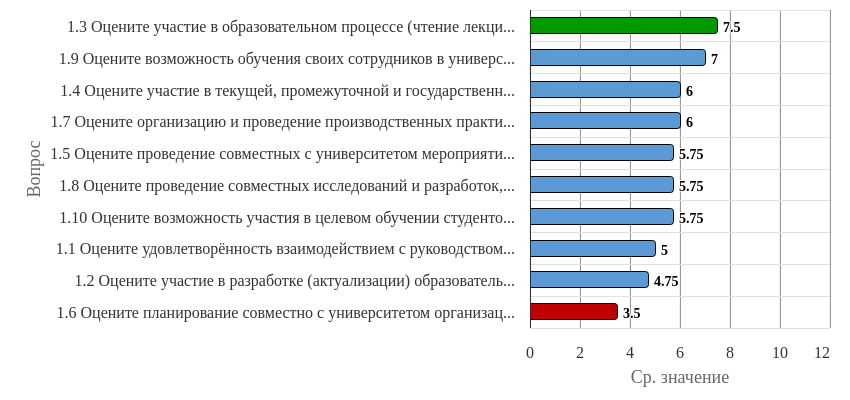 1.3 Оцените участие в образовательном процессе (чтение лекци... 7.5
1.9 Оцените возможность обучения своих сотрудников в универс... 7
1.4 Оцените участие в текущей, промежуточной и государственн... 6
1.7 Оцените организацию и проведение производственных практи... 6
1.5 Оцените проведение совместных с университетом мероприяти... 5.75
1.8 Оцените проведение совместных исследований и разработок,... 5.75
1.10 Оцените возможность участия в целевом обучении студенто... 5.75
1.1 Оцените удовлетворённость взаимодействием с руководством... 5
1.2 Оцените участие в разработке (актуализации) образователь... 4.75
1.6 Оцените планирование совместно с университетом организац... 3.5
Вопрос
0 2 4 6 8 10 12
Ср. значение